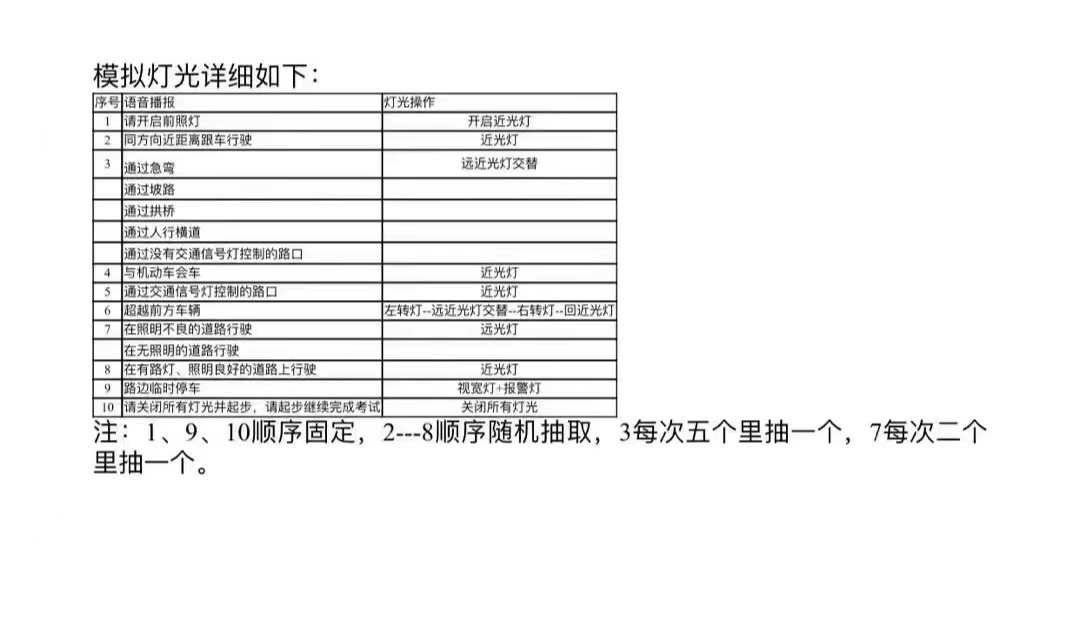 模拟灯光详细如下：
序号 语音播报 灯光操作
1 请开启前照灯 开启近光灯
2 同方向近距离跟车行驶 近光灯
3 通过急弯 远近光灯交替
通过坡路
通过拱桥
通过人行横道
通过没有交通信号灯控制的路口
4 与机动车会车 近光灯
5 通过交通信号灯控制的路口 近光灯
6 超越前方车辆 左转灯--远近光灯交替--右转灯--回近光灯
7 在照明不良的道路行驶 远光灯
在无照明的道路行驶
8 在有路灯、照明良好的道路上行驶 近光灯
9 路边临时停车 视宽灯+报警灯
10 请关闭所有灯光并起步，请起步继续完成考试 关闭所有灯光
注：1、9、10顺序固定，2---8顺序随机抽取，3每次五个里抽一个，7每次二个
里抽一个。